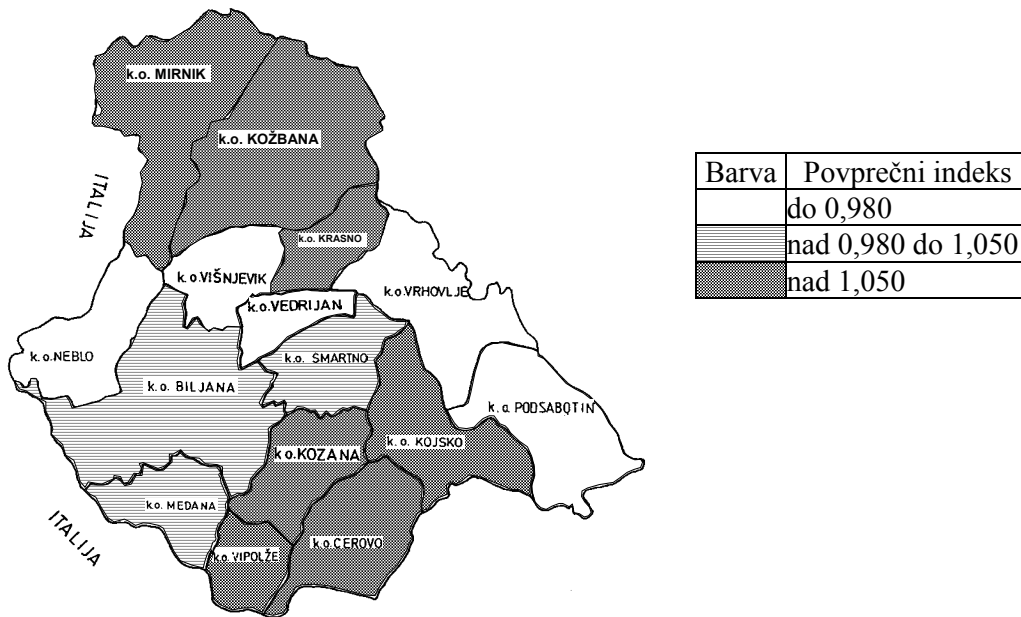 k.o. MIRNIK
k.o. KOŽBANA
ITALIJA
k.o. KRASNO
k.o.VIŠNJEVIK
k.o.VRHOVLJE
k.o.VEDRIJAN
k.o.NEBLO
k.o. ŠMARTNO
k.o. BILJANA
k.o. PODSABOTIN
k.o. KOJSKO
k.o.KOZANA
k.o. MEDANA
ITALIJA
k.o.CEROVO
k.o.VIPOLŽE
Barva Povprečni indeks
do 0,980
nad 0,980 do 1,050
nad 1,050